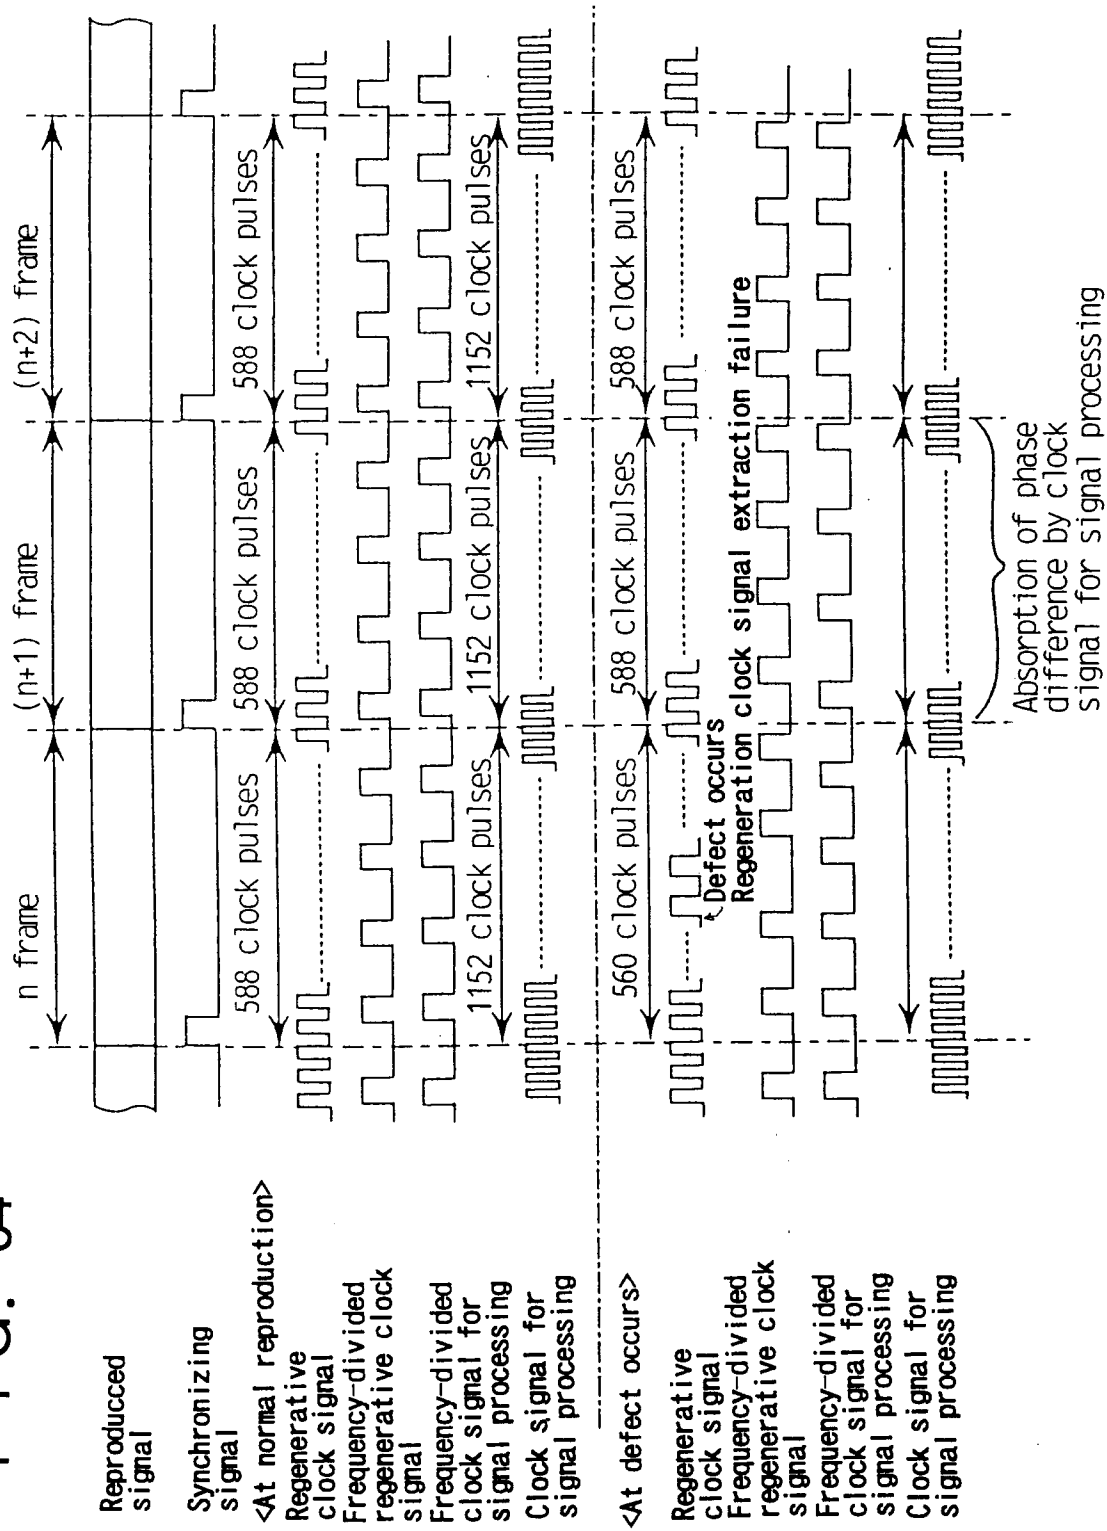 n frame
(n+1) frame
(n+2) frame
Reproducced
signal
Synchronizing
signal
<At normal reproduction>
588 clock pulses
588 clock pulses
588 clock pulses
Regenerative
clock signal
Frequency-divided
regenerative clock
signal
Frequency-divided
clock signal for
signal processing
1152 clock pulses
1152 clock pulses
1152 clock pulses
Clock signal for
signal processing
<At defect occurs>
560 clock pulses
588 clock pulses
588 clock pulses
Regenerative
clock signal
Defect occurs
Regeneration clock signal extraction failure
Frequency-divided
regenerative clock
signal
Frequency-divided
clock signal for
signal processing
Clock signal for
signal processing
Absorption of phase
difference by clock
signal for signal processing